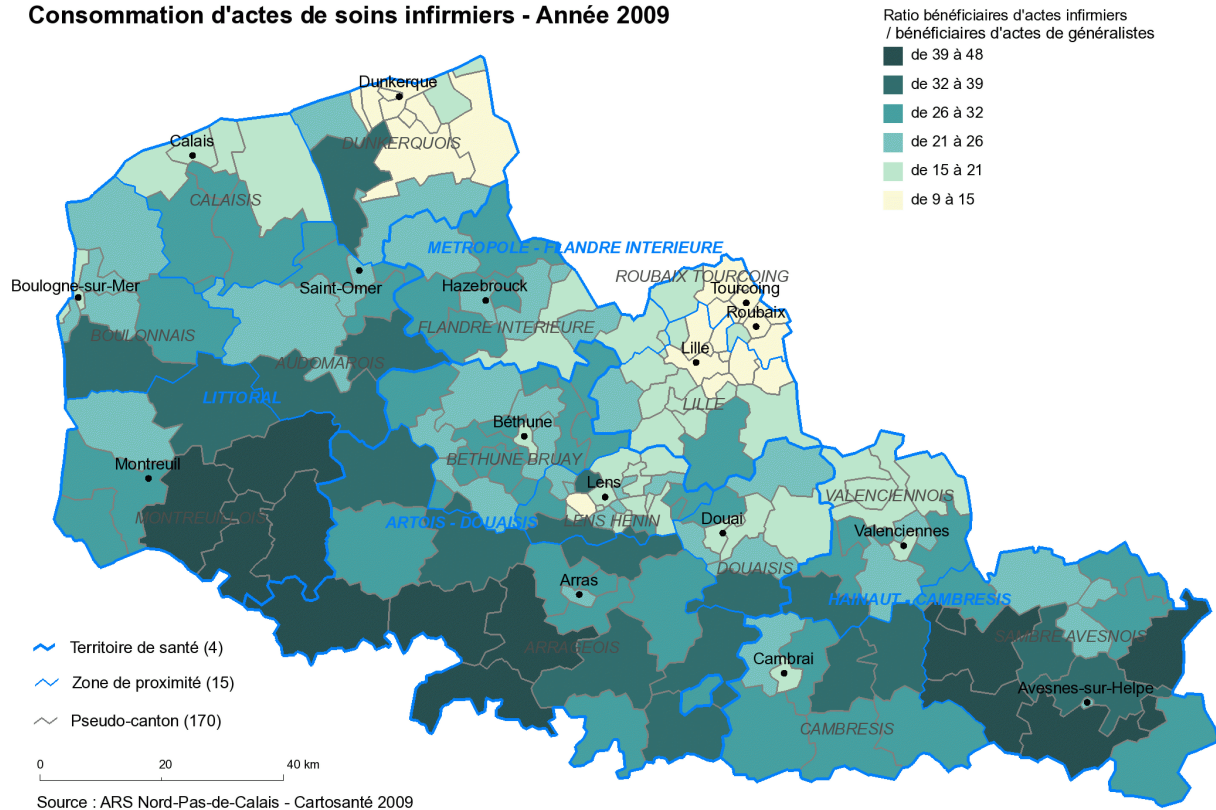 Consommation d'actes de soins infirmiers - Année 2009
Ratio bénéficiaires d'actes infirmiers
/ bénéficiaires d'actes de généralistes
de 39 à 48
de 32 à 39
de 26 à 32
de 21 à 26
de 15 à 21
de 9 à 15
Dunkerque
DUNKERQUOIS
Calais
CALAISIS
METROPOLE - FLANDRE INTERIEURE
ROUBAIX TOURCOING
Boulogne-sur-Mer
Saint-Omer
Hazebrouck
Tourcoing
Roubaix
BOULONNAIS
FLANDRE INTERIEURE
Lille
AUDOMAROIS
LITTORAL
LILLE
Béthune
BETHUNE BRUAY
Montreuil
Lens
VALENCIENNOIS
MONTREUILLOIS
ARTOIS - DOUAISIS
LENS HENIN
Douai
Valenciennes
DOUAISIS
Arras
HAINAUT - CAMBRESIS
SAMBRE AVESNOIS
ARRAGEOIS
Cambrai
Avesnes-sur-Helpe
CAMBRESIS
Territoire de santé (4)
Zone de proximité (15)
Pseudo-canton (170)
0 20 40 km
Source : ARS Nord-Pas-de-Calais - Cartosanté 2009